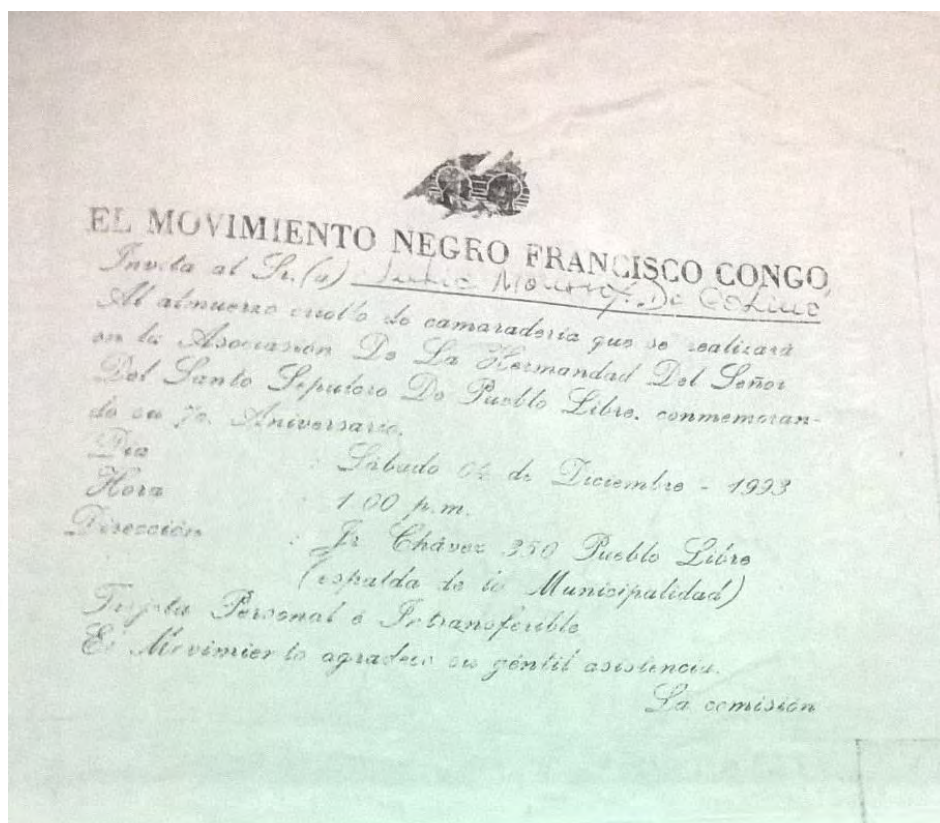 EL MOVIMIENTO NEGRO FRANCISCO CONGO
Invita al Sr.(a)
Al almuerzo criollo de camaradería que se realizará
en la Asociasión De La Hermandad Del Señor
Del Santo Sepulcro De Pueblo Libre, conmemoran-
do su 7o. Aniversario.
Día : Sábado 04 de Diciembre - 1993
Hora 1.00 p.m.
Dirección : Jr. Chávez 350 Pueblo Libre
(espalda de la Municipalidad)
Tarjeta Personal e Intransferible
El Movimiento agradece su gentil asistencia.
La comisión